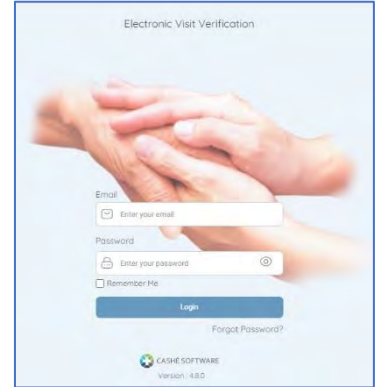 Electronic Visit Verification
Email
Enter your email
Password
Enter your password
Remember Me
Login
Forgot Password?
CASHÉ SOFTWARE
Version : 4.8.0